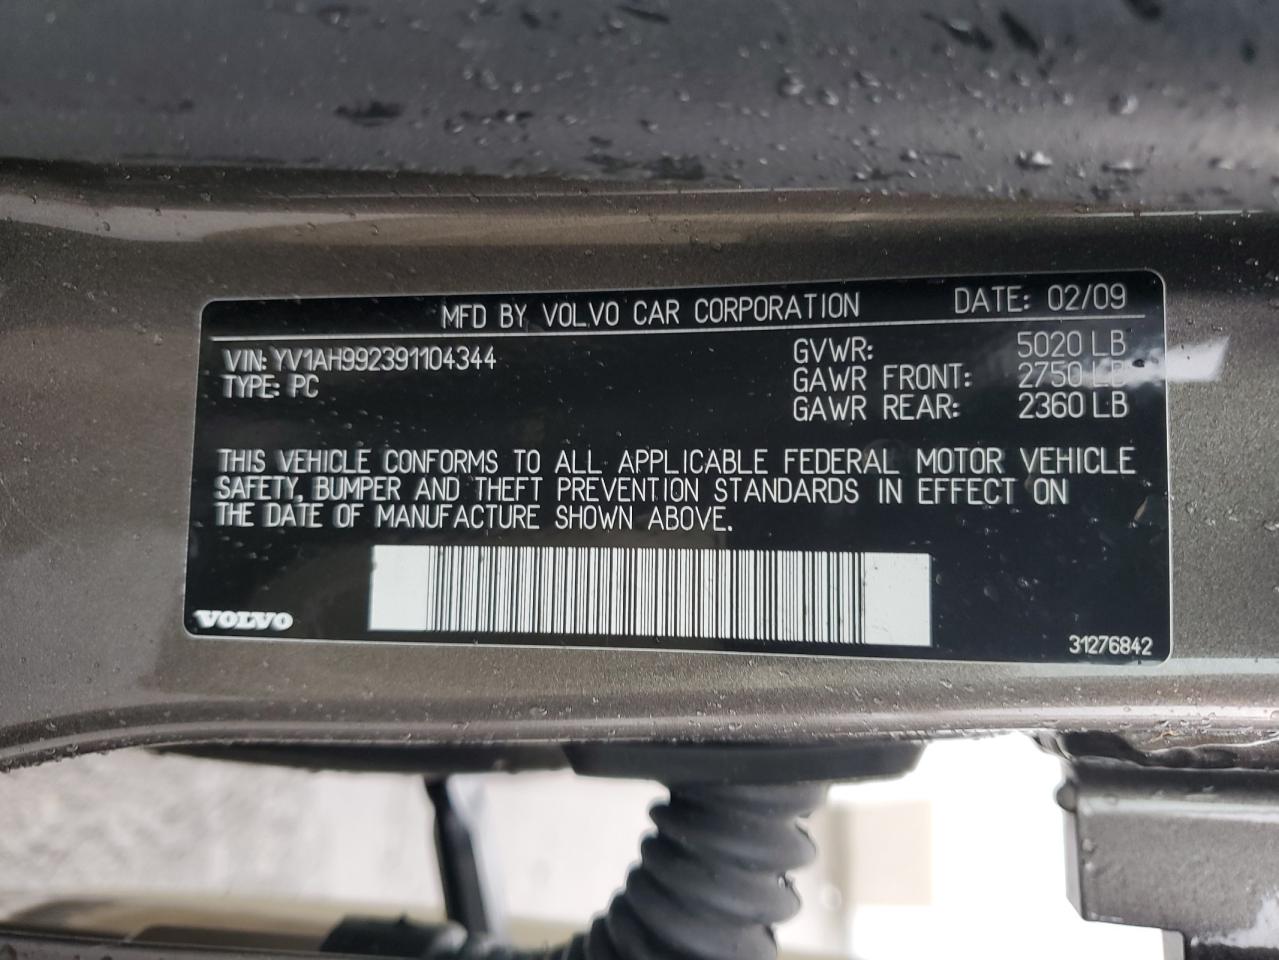 MFD BY VOLVO CAR CORPORATION DATE: 02/09
VIN: YV1AH992391104344 GVWR: 5020 LB
TYPE: PC GAWR FRONT: 2750 LB
GAWR REAR: 2360 LB
THIS VEHICLE CONFORMS TO ALL APPLICABLE FEDERAL MOTOR VEHICLE
SAFETY, BUMPER AND THEFT PREVENTION STANDARDS IN EFFECT ON
THE DATE OF MANUFACTURE SHOWN ABOVE.
VOLVO 31276842